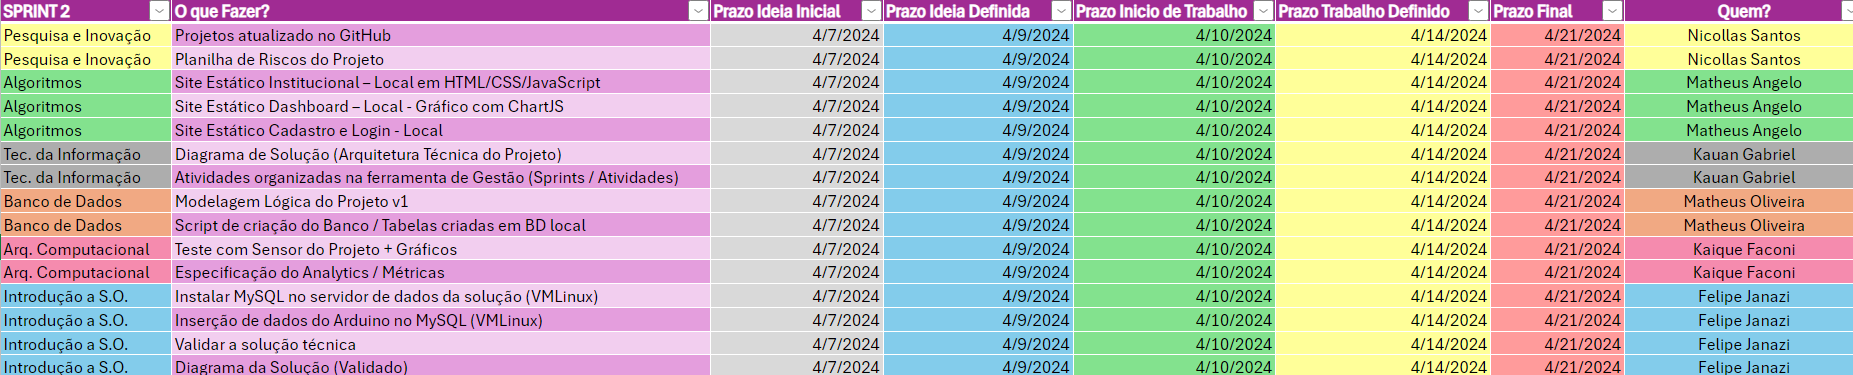 SPRINT 2 O que Fazer? Prazo Ideia Inicial Prazo Ideia Definida Prazo Inicio de Trabalho Prazo Trabalho Definido Prazo Final Quem?
Pesquisa e Inovação Projetos atualizado no GitHub 4/7/2024 4/9/2024 4/10/2024 4/14/2024 4/21/2024 Nicollas Santos
Pesquisa e Inovação Planilha de Riscos do Projeto 4/7/2024 4/9/2024 4/10/2024 4/14/2024 4/21/2024 Nicollas Santos
Algoritmos Site Estático Institucional – Local em HTML/CSS/JavaScript 4/7/2024 4/9/2024 4/10/2024 4/14/2024 4/21/2024 Matheus Angelo
Algoritmos Site Estático Dashboard – Local - Gráfico com ChartJS 4/7/2024 4/9/2024 4/10/2024 4/14/2024 4/21/2024 Matheus Angelo
Algoritmos Site Estático Cadastro e Login - Local 4/7/2024 4/9/2024 4/10/2024 4/14/2024 4/21/2024 Matheus Angelo
Tec. da Informação Diagrama de Solução (Arquitetura Técnica do Projeto) 4/7/2024 4/9/2024 4/10/2024 4/14/2024 4/21/2024 Kauan Gabriel
Tec. da Informação Atividades organizadas na ferramenta de Gestão (Sprints / Atividades) 4/7/2024 4/9/2024 4/10/2024 4/14/2024 4/21/2024 Kauan Gabriel
Banco de Dados Modelagem Lógica do Projeto v1 4/7/2024 4/9/2024 4/10/2024 4/14/2024 4/21/2024 Matheus Oliveira
Banco de Dados Script de criação do Banco / Tabelas criadas em BD local 4/7/2024 4/9/2024 4/10/2024 4/14/2024 4/21/2024 Matheus Oliveira
Arq. Computacional Teste com Sensor do Projeto + Gráficos 4/7/2024 4/9/2024 4/10/2024 4/14/2024 4/21/2024 Kaique Faconi
Arq. Computacional Especificação do Analytics / Métricas 4/7/2024 4/9/2024 4/10/2024 4/14/2024 4/21/2024 Kaique Faconi
Introdução a S.O. Instalar MySQL no servidor de dados da solução (VMLinux) 4/7/2024 4/9/2024 4/10/2024 4/14/2024 4/21/2024 Felipe Janazi
Introdução a S.O. Inserção de dados do Arduino no MySQL (VMLinux) 4/7/2024 4/9/2024 4/10/2024 4/14/2024 4/21/2024 Felipe Janazi
Introdução a S.O. Validar a solução técnica 4/7/2024 4/9/2024 4/10/2024 4/14/2024 4/21/2024 Felipe Janazi
Introdução a S.O. Diagrama da Solução (Validado) 4/7/2024 4/9/2024 4/10/2024 4/14/2024 4/21/2024 Felipe Janazi